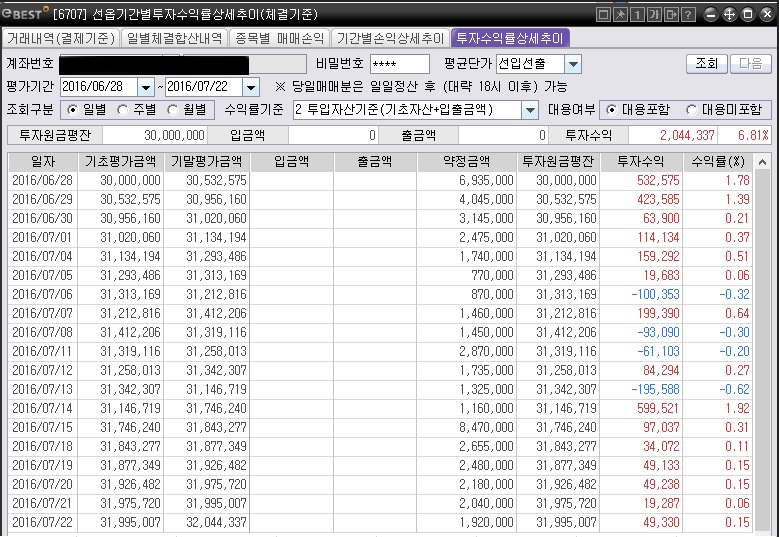 eBEST [6707] 선옵기간별투자수익률상세추이(체결기준) 1 가 ?
거래내역(결제기준) 일별체결합산내역 종목별 매매손익 기간별손익상세추이 투자수익률상세추이
계좌번호 비밀번호 **** 평균단가 선입선출 조회 다음
평가기간 2016/06/28 ~ 2016/07/22 ※ 당일매매분은 일일정산 후 (대략 18시 이후) 가능
조회구분 일별 주별 월별 수익률기준 2 투입자산기준(기초자산+입출금액) 대용여부 대용포함 대용미포함
투자원금평잔 30,000,000 입금액 0 출금액 0 투자수익 2,044,337 6.81%
일자 기초평가금액 기말평가금액 입금액 출금액 약정금액 투자원금평잔 투자수익 수익률(%)
2016/06/28 30,000,000 30,532,575 6,935,000 30,000,000 532,575 1.78
2016/06/29 30,532,575 30,956,160 4,045,000 30,532,575 423,585 1.39
2016/06/30 30,956,160 31,020,060 3,145,000 30,956,160 63,900 0.21
2016/07/01 31,020,060 31,134,194 2,475,000 31,020,060 114,134 0.37
2016/07/04 31,134,194 31,293,486 1,740,000 31,134,194 159,292 0.51
2016/07/05 31,293,486 31,313,169 770,000 31,293,486 19,683 0.06
2016/07/06 31,313,169 31,212,816 870,000 31,313,169 -100,353 -0.32
2016/07/07 31,212,816 31,412,206 1,460,000 31,212,816 199,390 0.64
2016/07/08 31,412,206 31,319,116 1,450,000 31,412,206 -93,090 -0.30
2016/07/11 31,319,116 31,258,013 2,870,000 31,319,116 -61,103 -0.20
2016/07/12 31,258,013 31,342,307 1,735,000 31,258,013 84,294 0.27
2016/07/13 31,342,307 31,146,719 1,325,000 31,342,307 -195,588 -0.62
2016/07/14 31,146,719 31,746,240 1,160,000 31,146,719 599,521 1.92
2016/07/15 31,746,240 31,843,277 8,470,000 31,746,240 97,037 0.31
2016/07/18 31,843,277 31,877,349 2,655,000 31,843,277 34,072 0.11
2016/07/19 31,877,349 31,926,482 2,480,000 31,877,349 49,133 0.15
2016/07/20 31,926,482 31,975,720 2,180,000 31,926,482 49,238 0.15
2016/07/21 31,975,720 31,995,007 2,040,000 31,975,720 19,287 0.06
2016/07/22 31,995,007 32,044,337 1,920,000 31,995,007 49,330 0.15